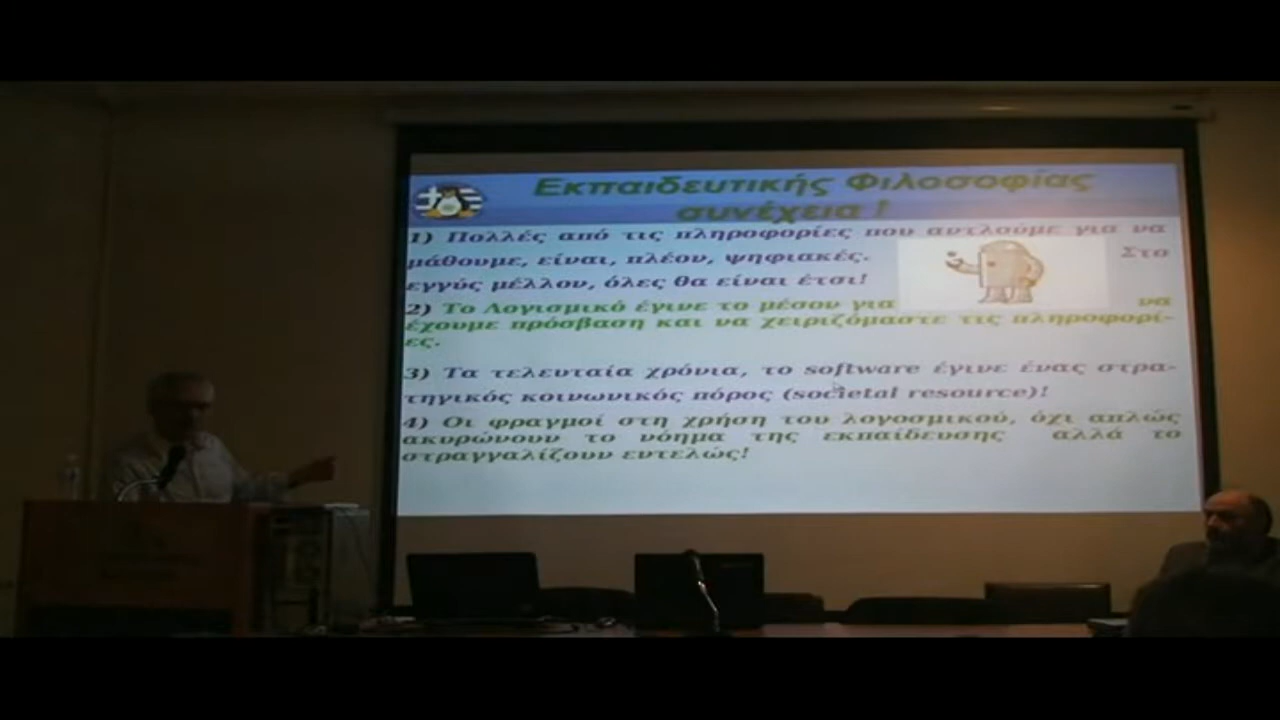 Εκπαιδευτικής Φιλοσοφίας
συνέχεια !
1) Πολλές από τις πληροφορίες που αντλούμε για να
μάθουμε, είναι, πλέον, ψηφιακές. Στο
εγγύς μέλλον, όλες θα είναι έτσι!
2) Το Λογισμικό έγινε το μέσον για να
έχουμε πρόσβαση και να χειριζόμαστε τις πληροφορί-
ες.
3) Τα τελευταία χρόνια, το software έγινε ένας στρα-
τηγικός κοινωνικός πόρος (societal resource)!
4) Οι φραγμοί στη χρήση του λογοσμικού, όχι απλώς
ακυρώνουν το νόημα της εκπαίδευσης αλλά το
στραγγαλίζουν εντελώς!